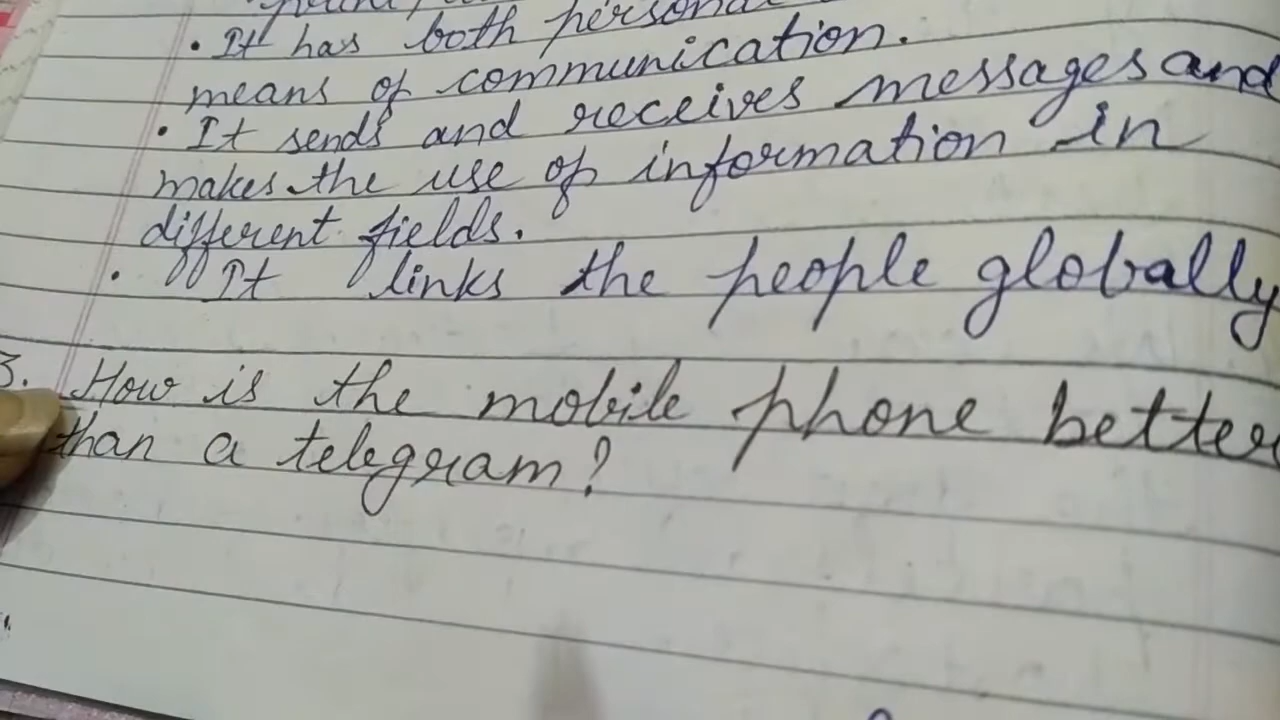 • It has both personal
means of communication.
• It sends and receives messages and
makes the use of information in
different fields.
• It links the people globally
3. How is the mobile phone better
than a telegram?